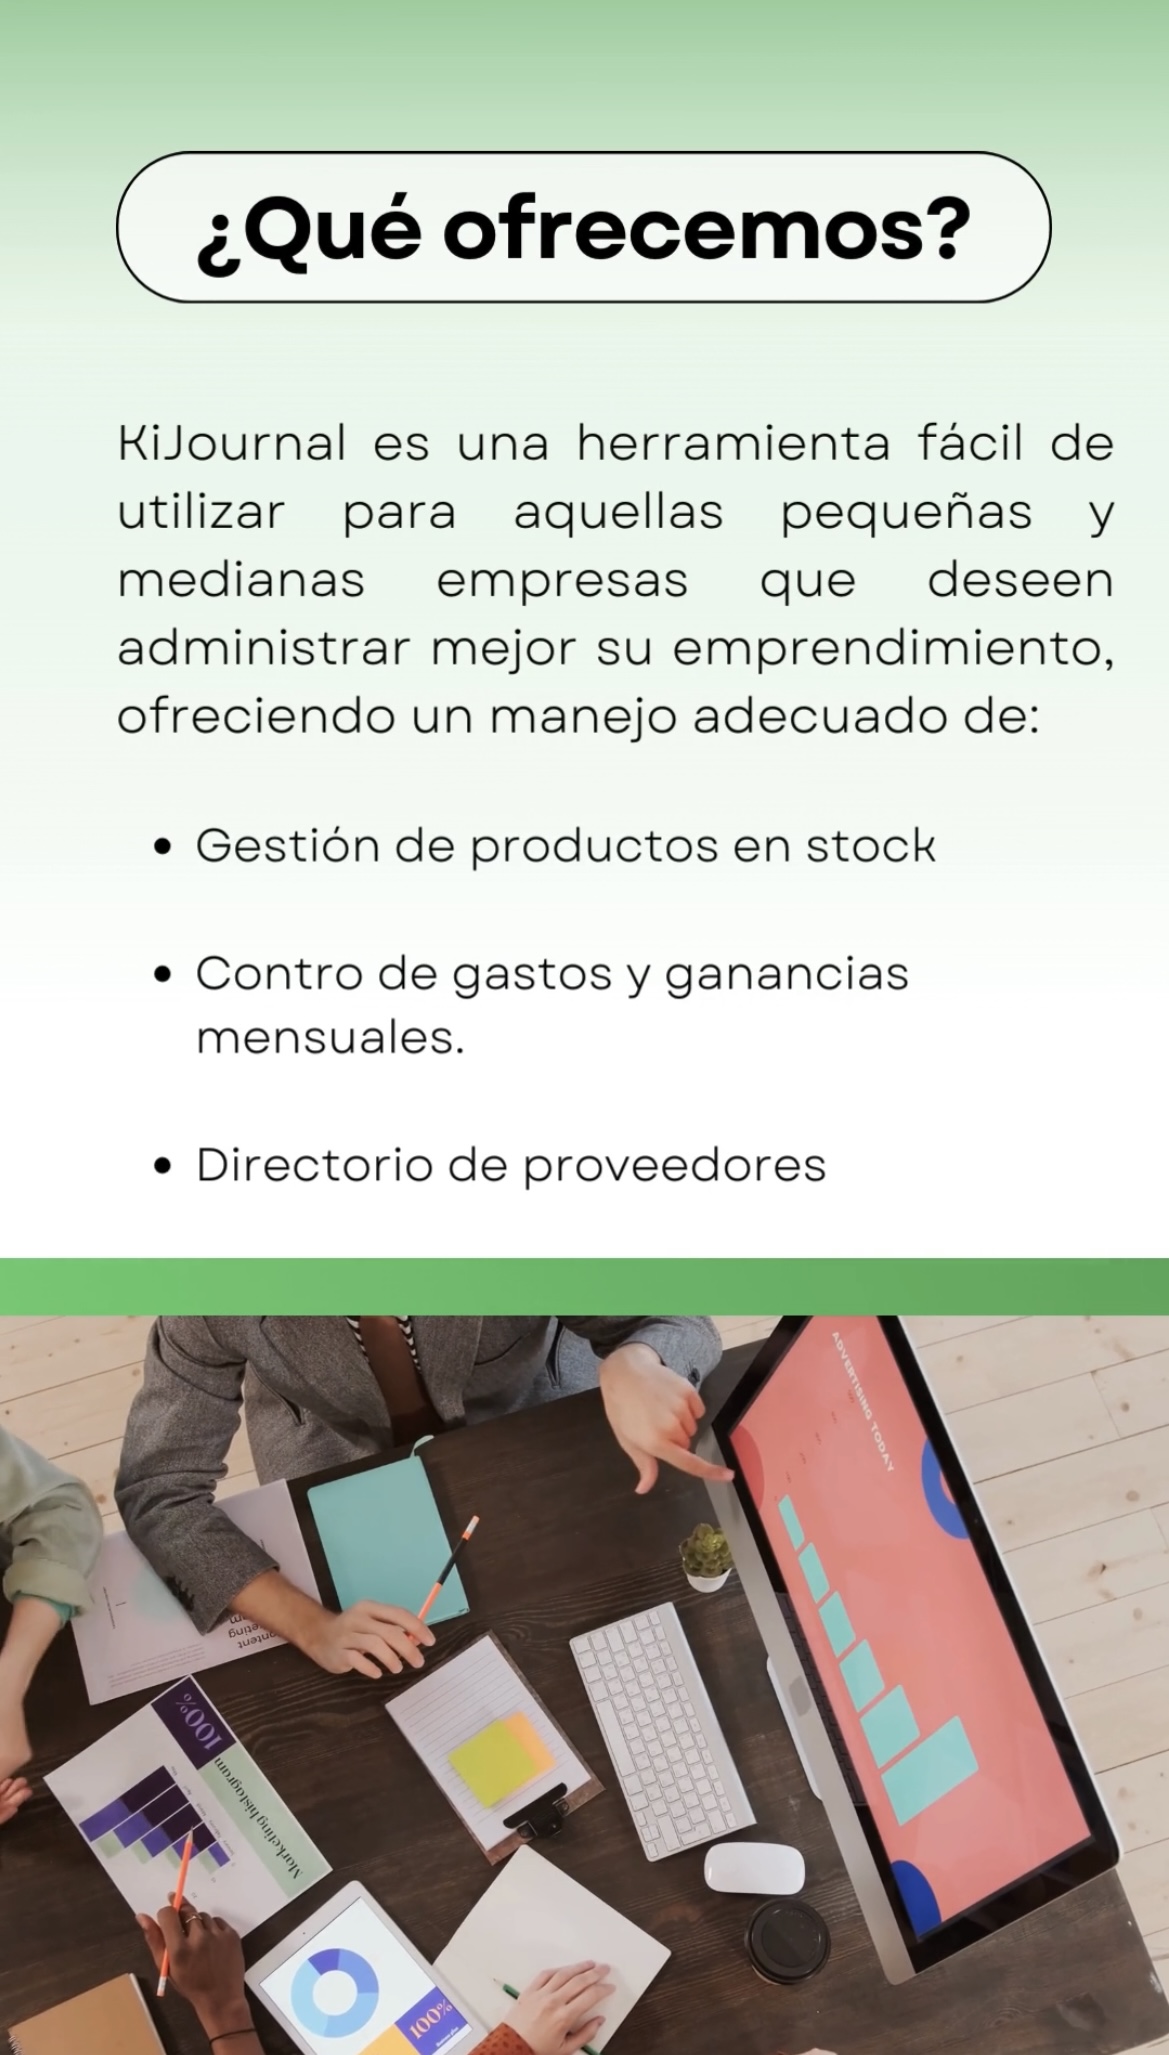 ¿Qué ofrecemos?
KiJournal es una herramienta fácil de
utilizar para aquellas pequeñas y
medianas empresas que deseen
administrar mejor su emprendimiento,
ofreciendo un manejo adecuado de:
• Gestión de productos en stock
• Contro de gastos y ganancias
mensuales.
• Directorio de proveedores
ADVERTISING TODAY
100%
Marketing histogram
100%